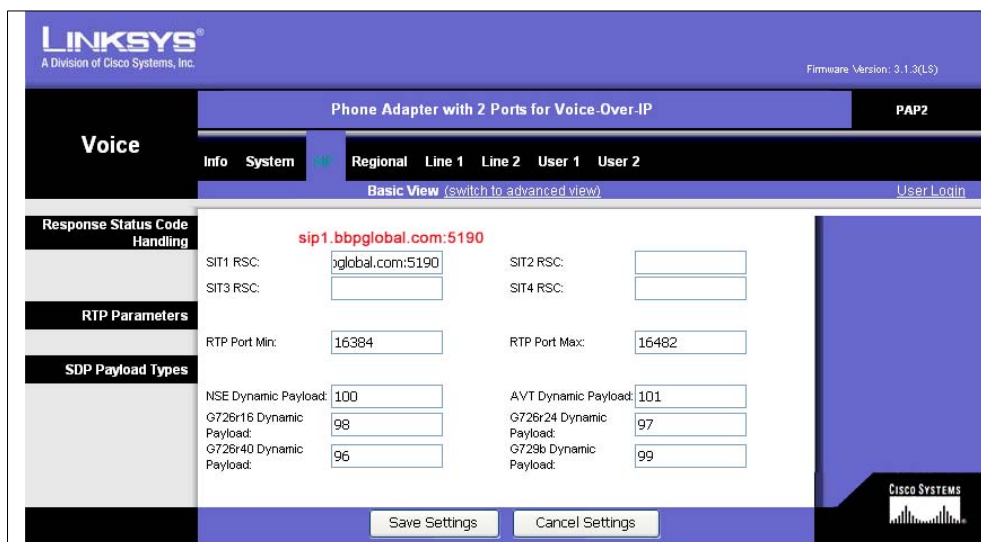 LINKSYS®
A Division of Cisco Systems, Inc.
Firmware Version: 3.1.3(LS)
Phone Adapter with 2 Ports for Voice-Over-IP
PAP2
Voice
Info System SIP Regional Line 1 Line 2 User 1 User 2
Basic View (switch to advanced view)
User Login
Response Status Code Handling
sip1.bbpglobal.com:5190
SIT1 RSC: pglobal.com:5190 SIT2 RSC:
SIT3 RSC: SIT4 RSC:
RTP Parameters
RTP Port Min: 16384 RTP Port Max: 16482
SDP Payload Types
NSE Dynamic Payload: 100 AVT Dynamic Payload: 101
G726r16 Dynamic Payload: 98 G726r24 Dynamic Payload: 97
G726r40 Dynamic Payload: 96 G729b Dynamic Payload: 99
Save Settings Cancel Settings
CISCO SYSTEMS